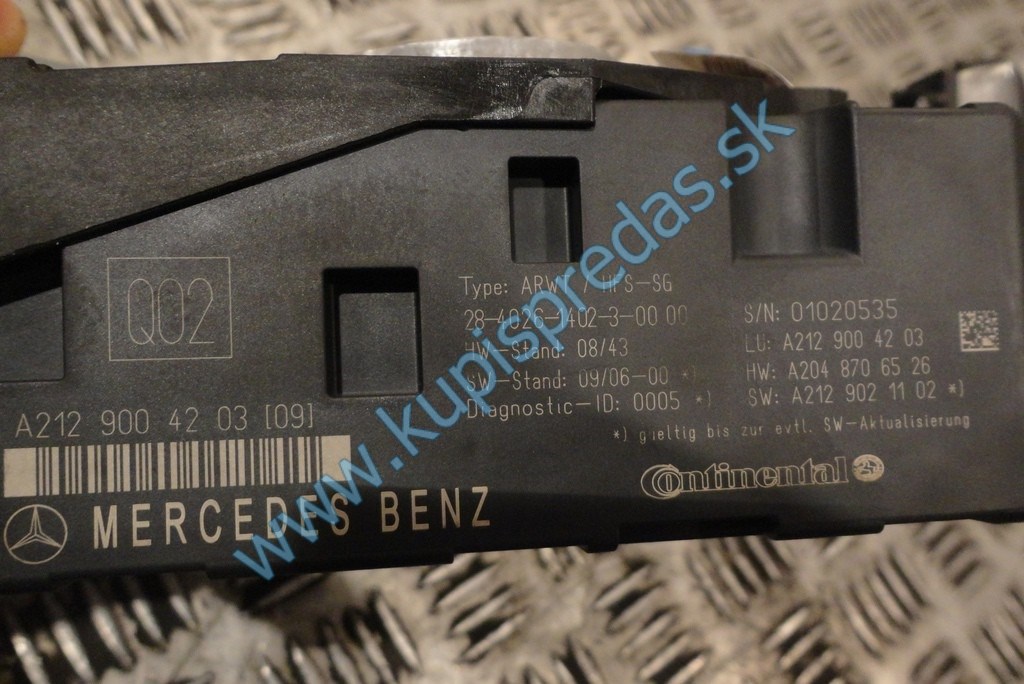 Q02
A212 900 42 03 [09]
MERCEDES BENZ
Type: ARWT / HFS-SG
28-4026-1402-3-00 00
HW-Stand: 08/43
SW-Stand: 09/06-00 *)
Diagnostic-ID: 0005 *)
S/N: 01020535
LU: A212 900 42 03
HW: A204 870 65 26
SW: A212 902 11 02 *)
*) gueltig bis zur evtl. SW-Aktualisierung
Continental
www.kupispredas.sk